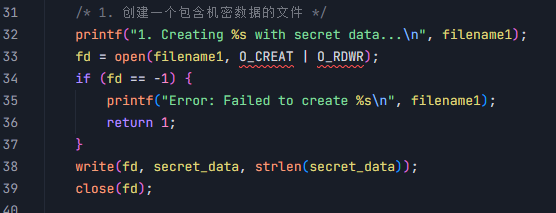 31 /* 1. 创建一个包含机密数据的文件 */
32 printf("1. Creating %s with secret data...\n", filename1);
33 fd = open(filename1, O_CREAT | O_RDWR);
34 if (fd == -1) {
35 printf("Error: Failed to create %s\n", filename1);
36 return 1;
37 }
38 write(fd, secret_data, strlen(secret_data));
39 close(fd);
40